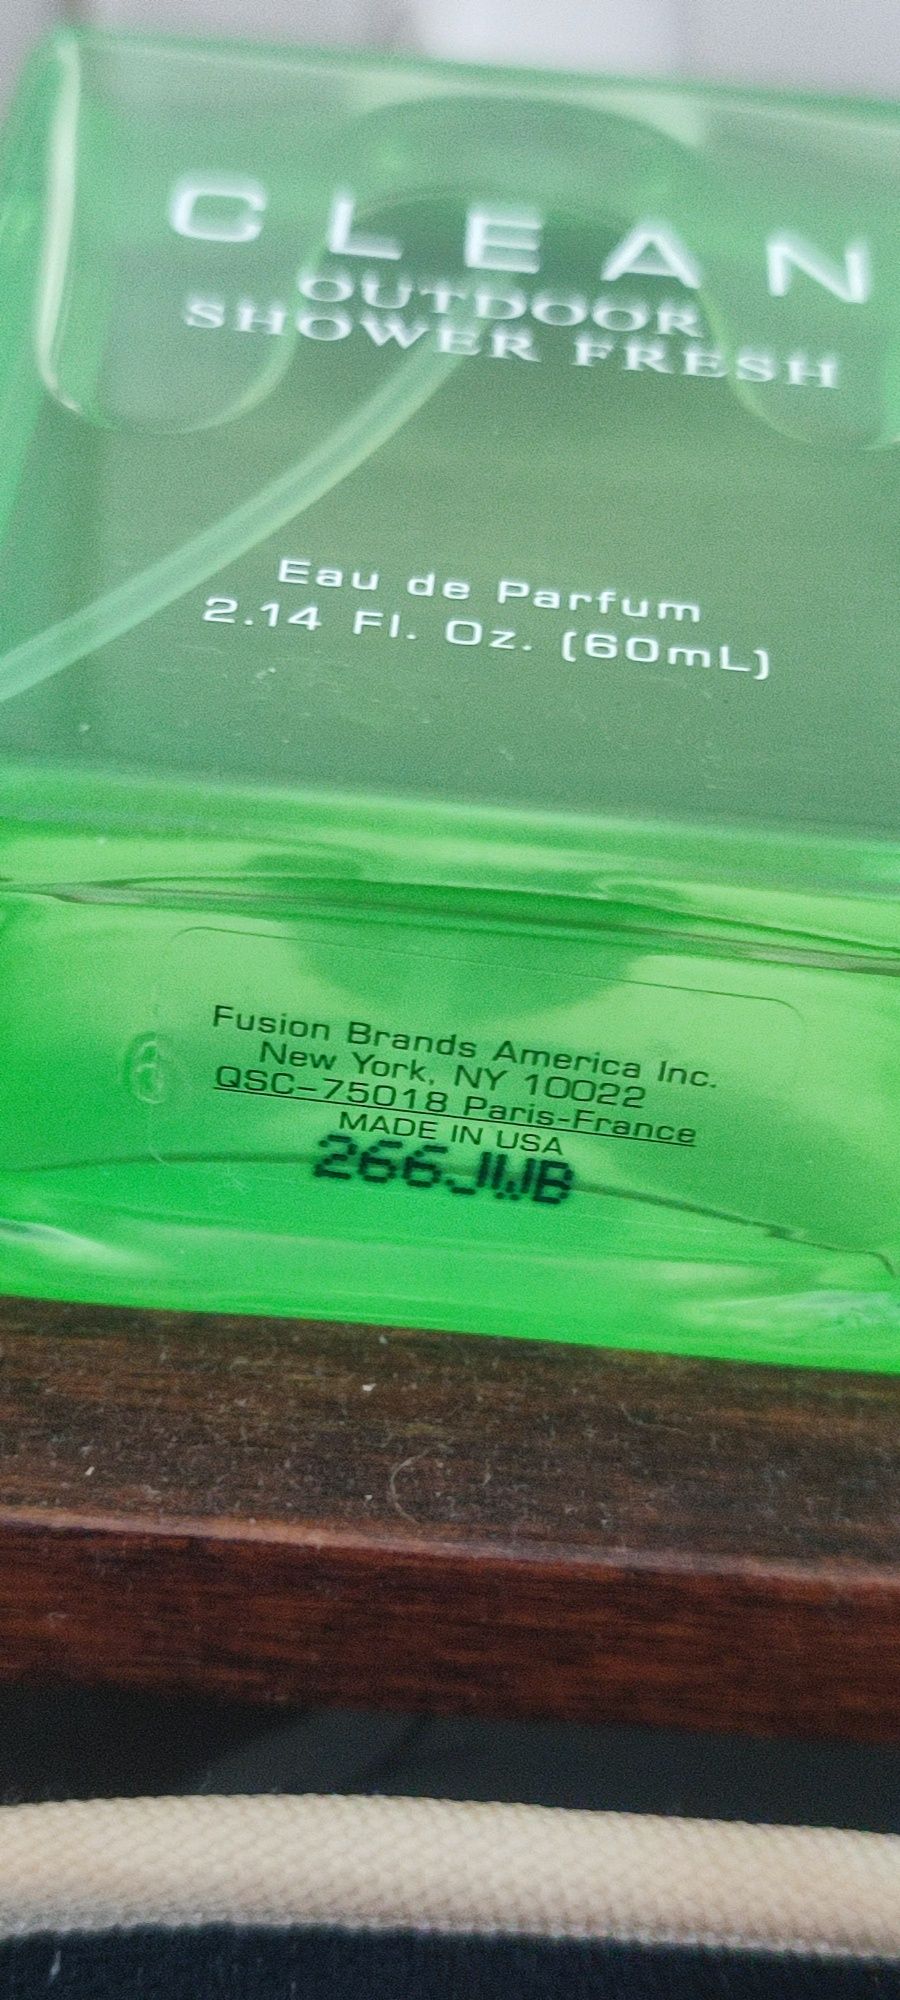 CLEAN
OUTDOOR
SHOWER FRESH
Eau de Parfum
2.14 Fl. Oz. (60mL)
Fusion Brands America Inc.
New York, NY 10022
QSC-75018 Paris-France
MADE IN USA
266JWB
6